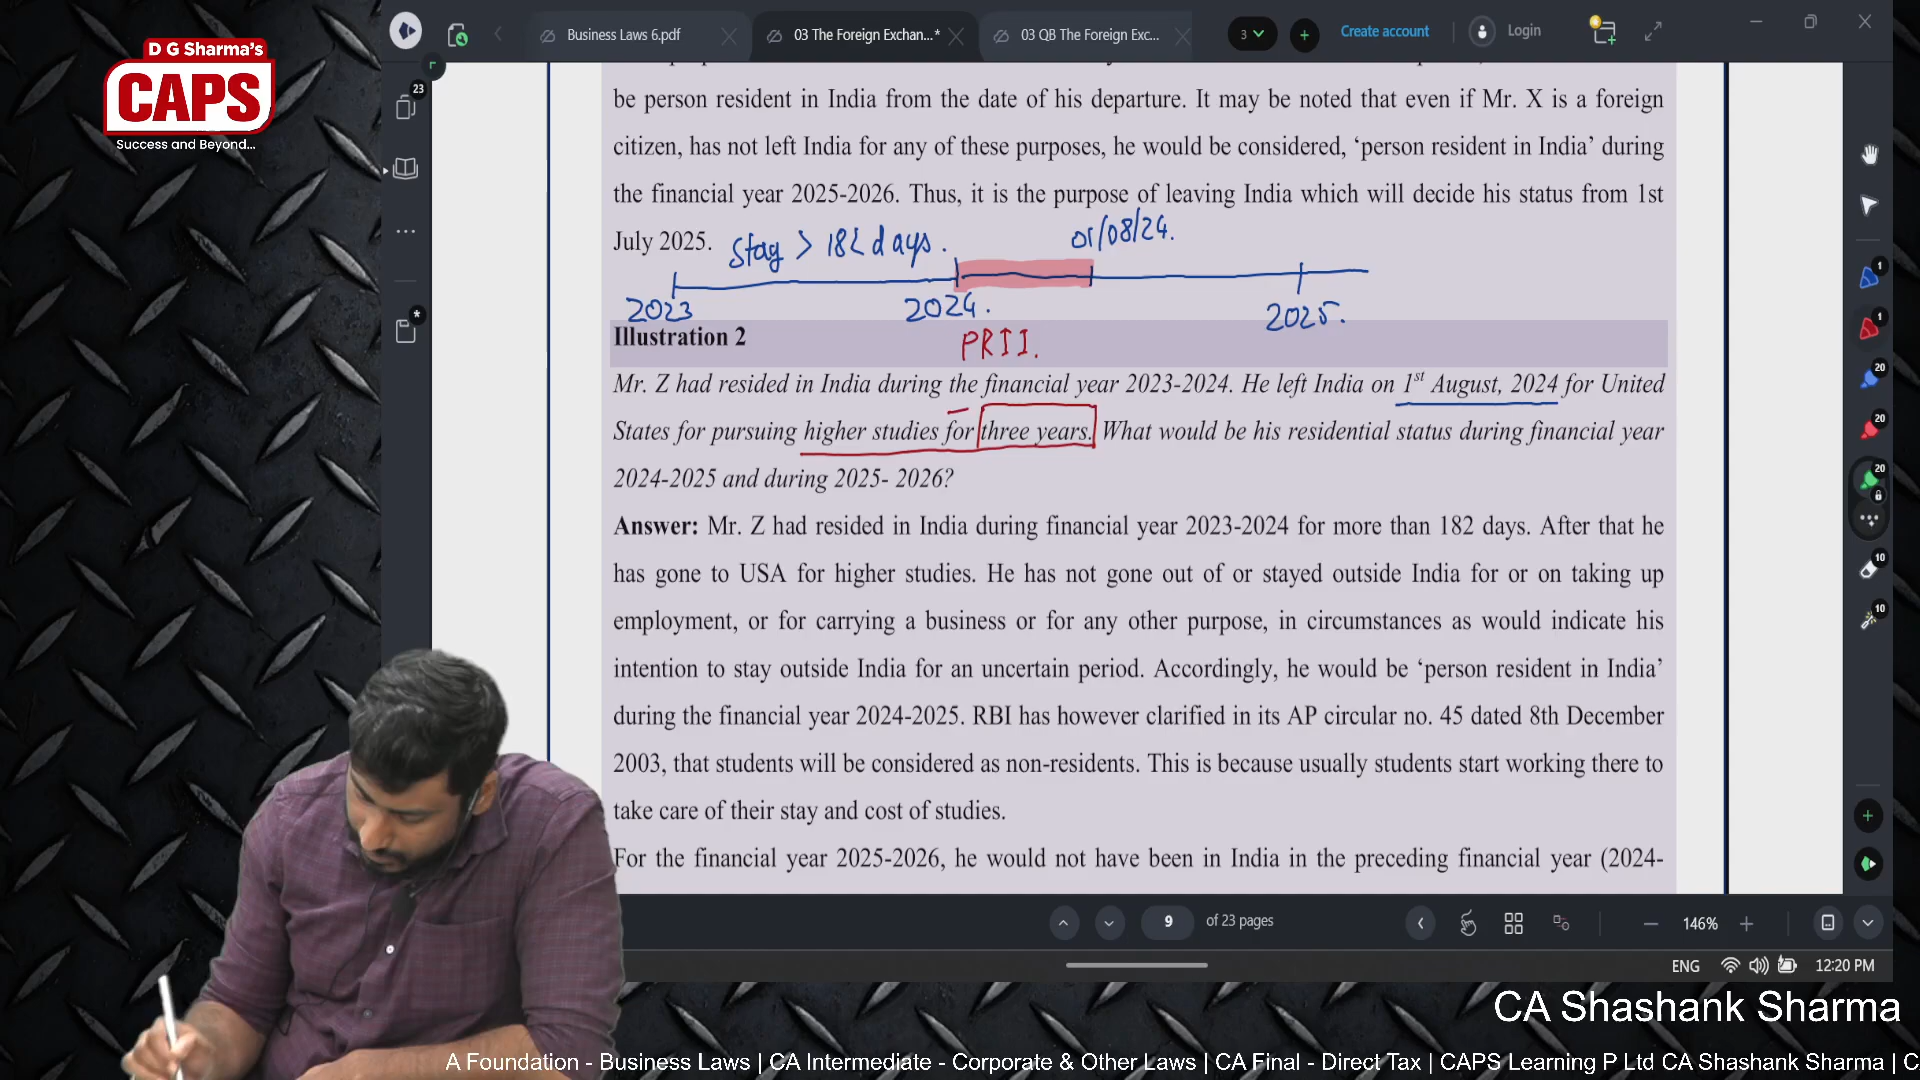 D G Sharma's
CAPS
Success and Beyond...
Business Laws 6.pdf
03 The Foreign Exchan...*
03 QB The Foreign Exc...
3
Create account
Login
23
be person resident in India from the date of his departure. It may be noted that even if Mr. X is a foreign
citizen, has not left India for any of these purposes, he would be considered, ‘person resident in India’ during
the financial year 2025-2026. Thus, it is the purpose of leaving India which will decide his status from 1st
July 2025.
Stay > 182 days.
01/08/24.
2023
2024.
2025.
Illustration 2
PRII.
Mr. Z had resided in India during the financial year 2023-2024. He left India on 1st August, 2024 for United
States for pursuing higher studies for three years. What would be his residential status during financial year
2024-2025 and during 2025- 2026?
Answer: Mr. Z had resided in India during financial year 2023-2024 for more than 182 days. After that he
has gone to USA for higher studies. He has not gone out of or stayed outside India for or on taking up
employment, or for carrying a business or for any other purpose, in circumstances as would indicate his
intention to stay outside India for an uncertain period. Accordingly, he would be ‘person resident in India’
during the financial year 2024-2025. RBI has however clarified in its AP circular no. 45 dated 8th December
2003, that students will be considered as non-residents. This is because usually students start working there to
take care of their stay and cost of studies.
For the financial year 2025-2026, he would not have been in India in the preceding financial year (2024-
1
1
20
20
20
10
10
9
of 23 pages
146%
ENG
12:20 PM
CA Shashank Sharma
A Foundation - Business Laws | CA Intermediate - Corporate & Other Laws | CA Final - Direct Tax | CAPS Learning P Ltd CA Shashank Sharma | C